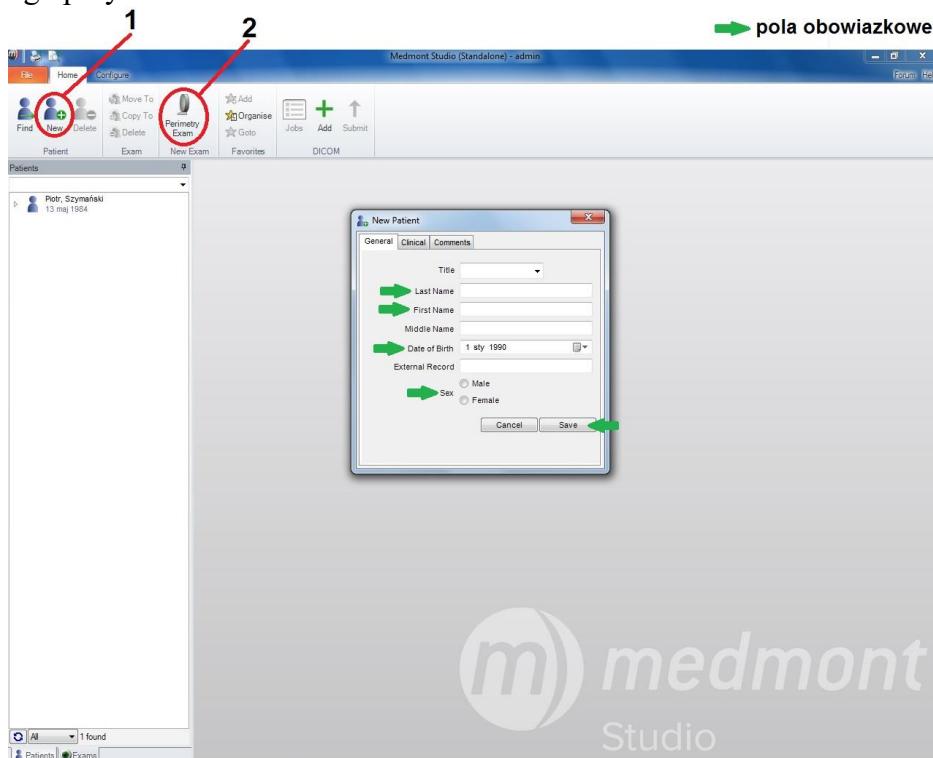 1
2
pola obowiazkowe
Medmont Studio (Standalone) - admin
File Home Configure
Forum
Find New Delete
Move To
Copy To
Delete
Perimetry Exam
Add
Organise
Goto
Jobs Add Submit
Patient Exam New Exam Favorites DICOM
Patients
Piotr, Szymański
13 maj 1984
New Patient
General Clinical Comments
Title
Last Name
First Name
Middle Name
Date of Birth 1 sty 1990
External Record
Sex
Male
Female
Cancel Save
m medmont
Studio
All 1 found
Patients Exams